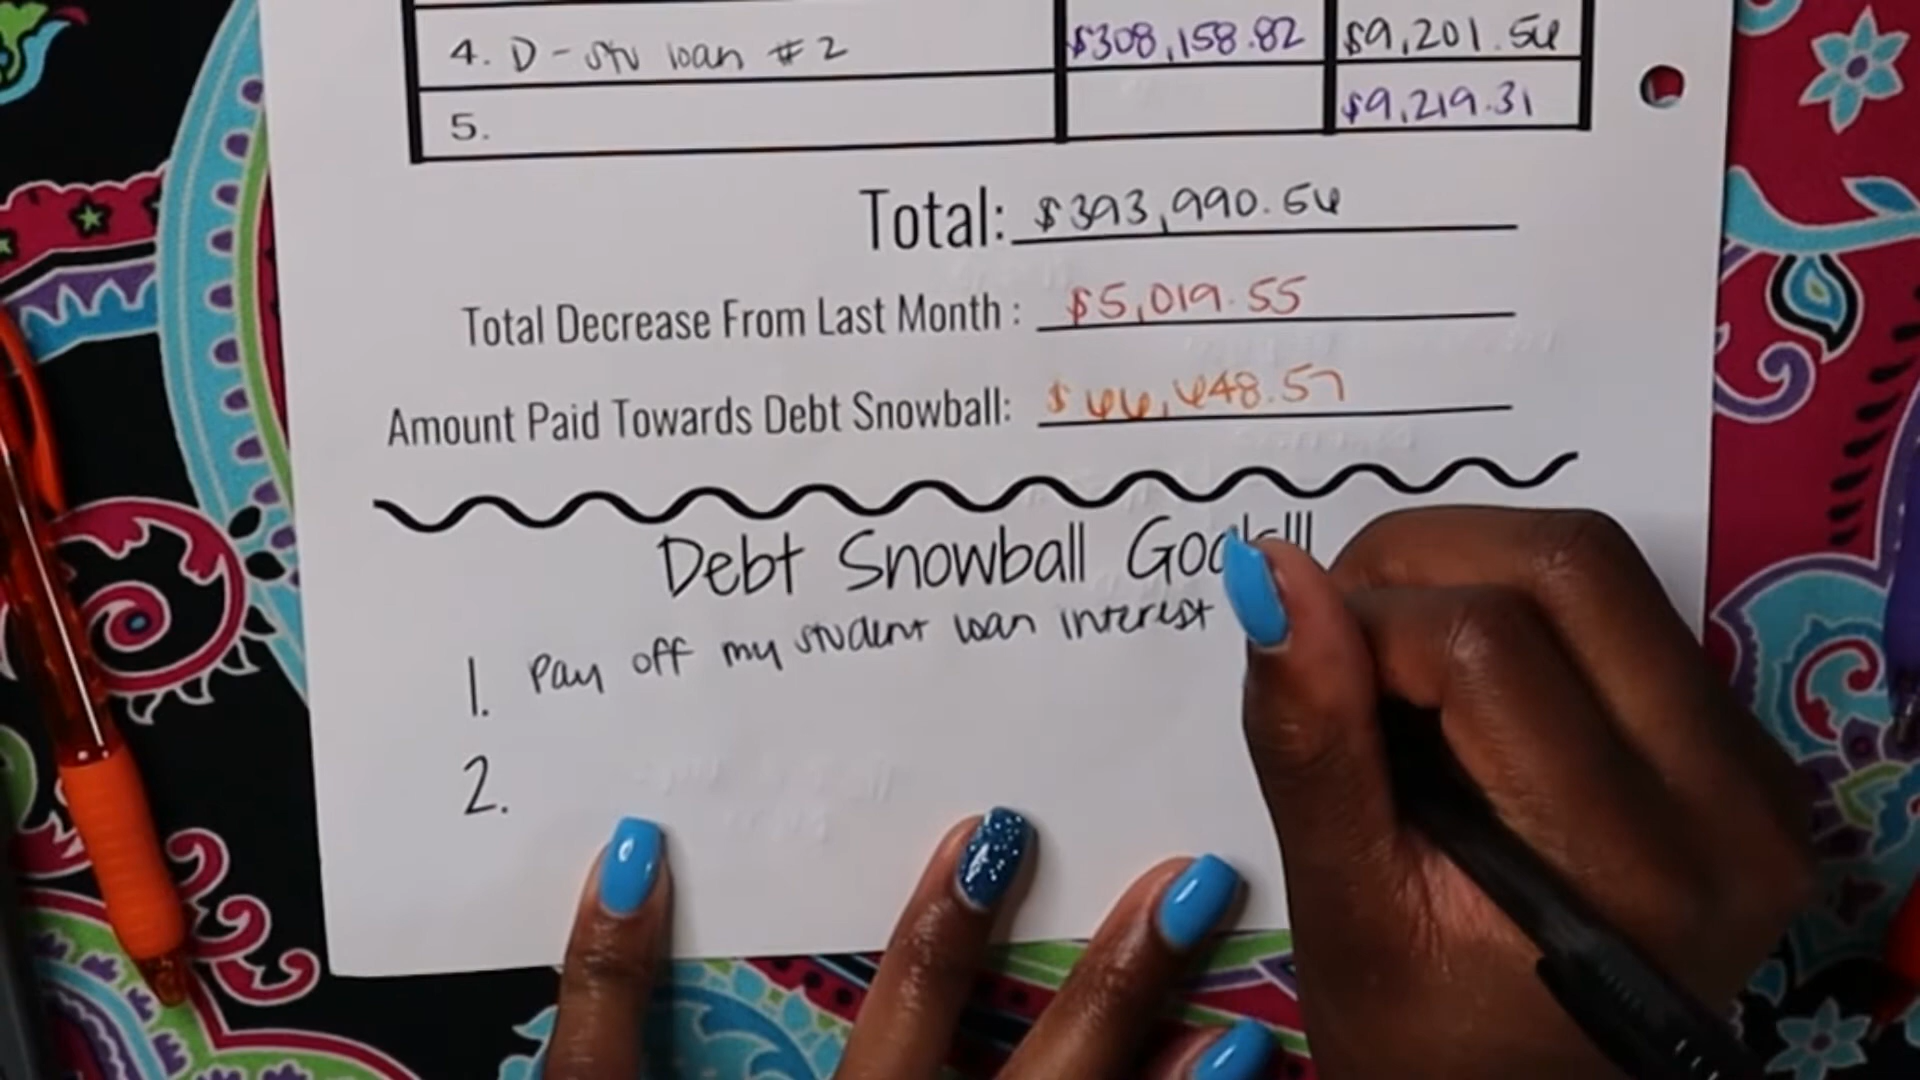 4. D - stu loan #2 $308,158.82 $9,201.56
5. $9,219.31
Total: $393,990.56
Total Decrease From Last Month : $5,019.55
Amount Paid Towards Debt Snowball: $66,648.57
Debt Snowball Goals!!!
1. Pay off my student loan interest
2.